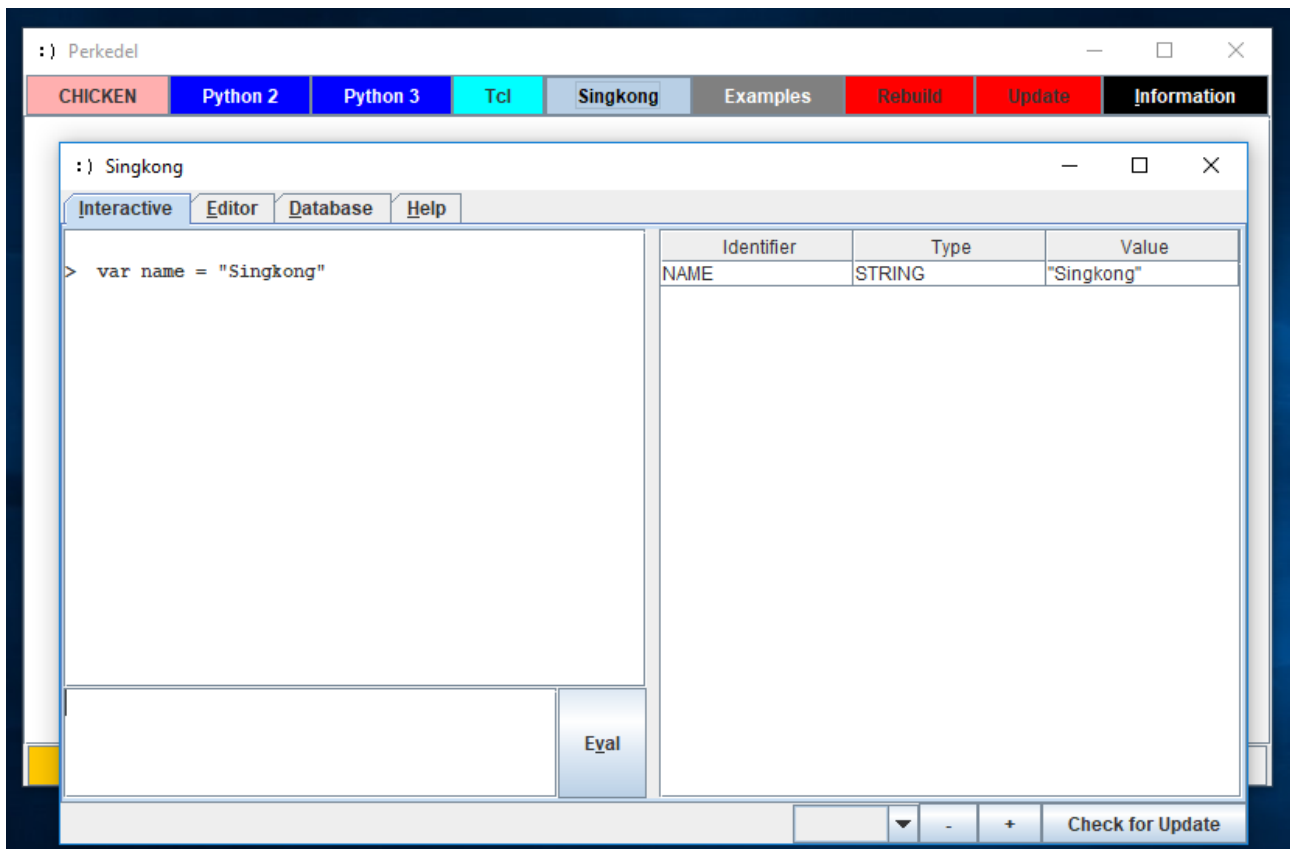 :) Perkedel
CHICKEN Python 2 Python 3 Tcl Singkong Examples Rebuild Update Information
:) Singkong
Interactive Editor Database Help
Identifier Type Value
> var name = "Singkong"
NAME STRING "Singkong"
Eval
- + Check for Update